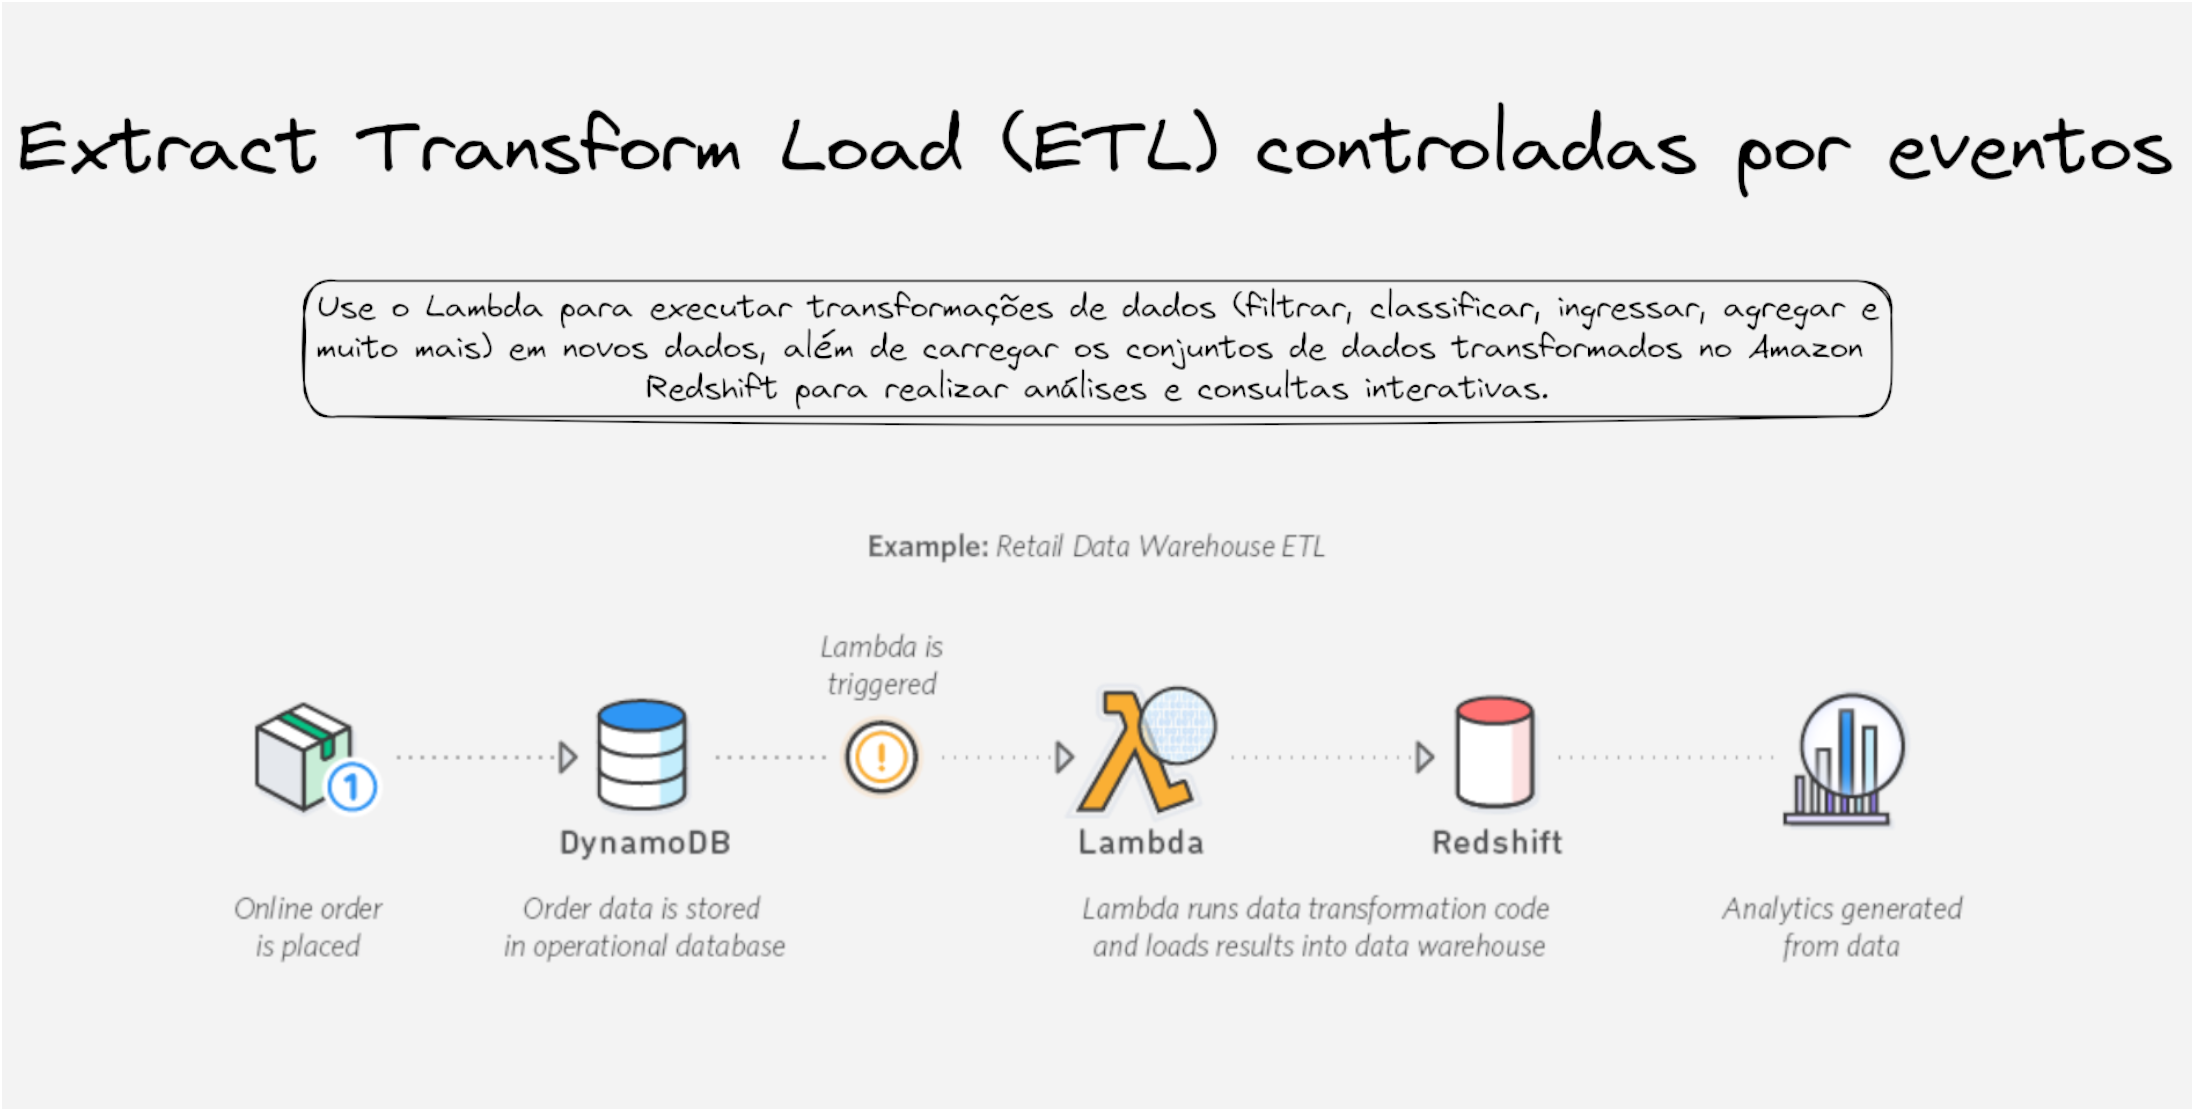 Extract Transform Load (ETL) controladas por eventos
Use o Lambda para executar transformações de dados (filtrar, classificar, ingressar, agregar e
muito mais) em novos dados, além de carregar os conjuntos de dados transformados no Amazon
Redshift para realizar análises e consultas interativas.
Example: Retail Data Warehouse ETL
Lambda is
triggered
1
!
DynamoDB
Lambda
Redshift
Online order
is placed
Order data is stored
in operational database
Lambda runs data transformation code
and loads results into data warehouse
Analytics generated
from data